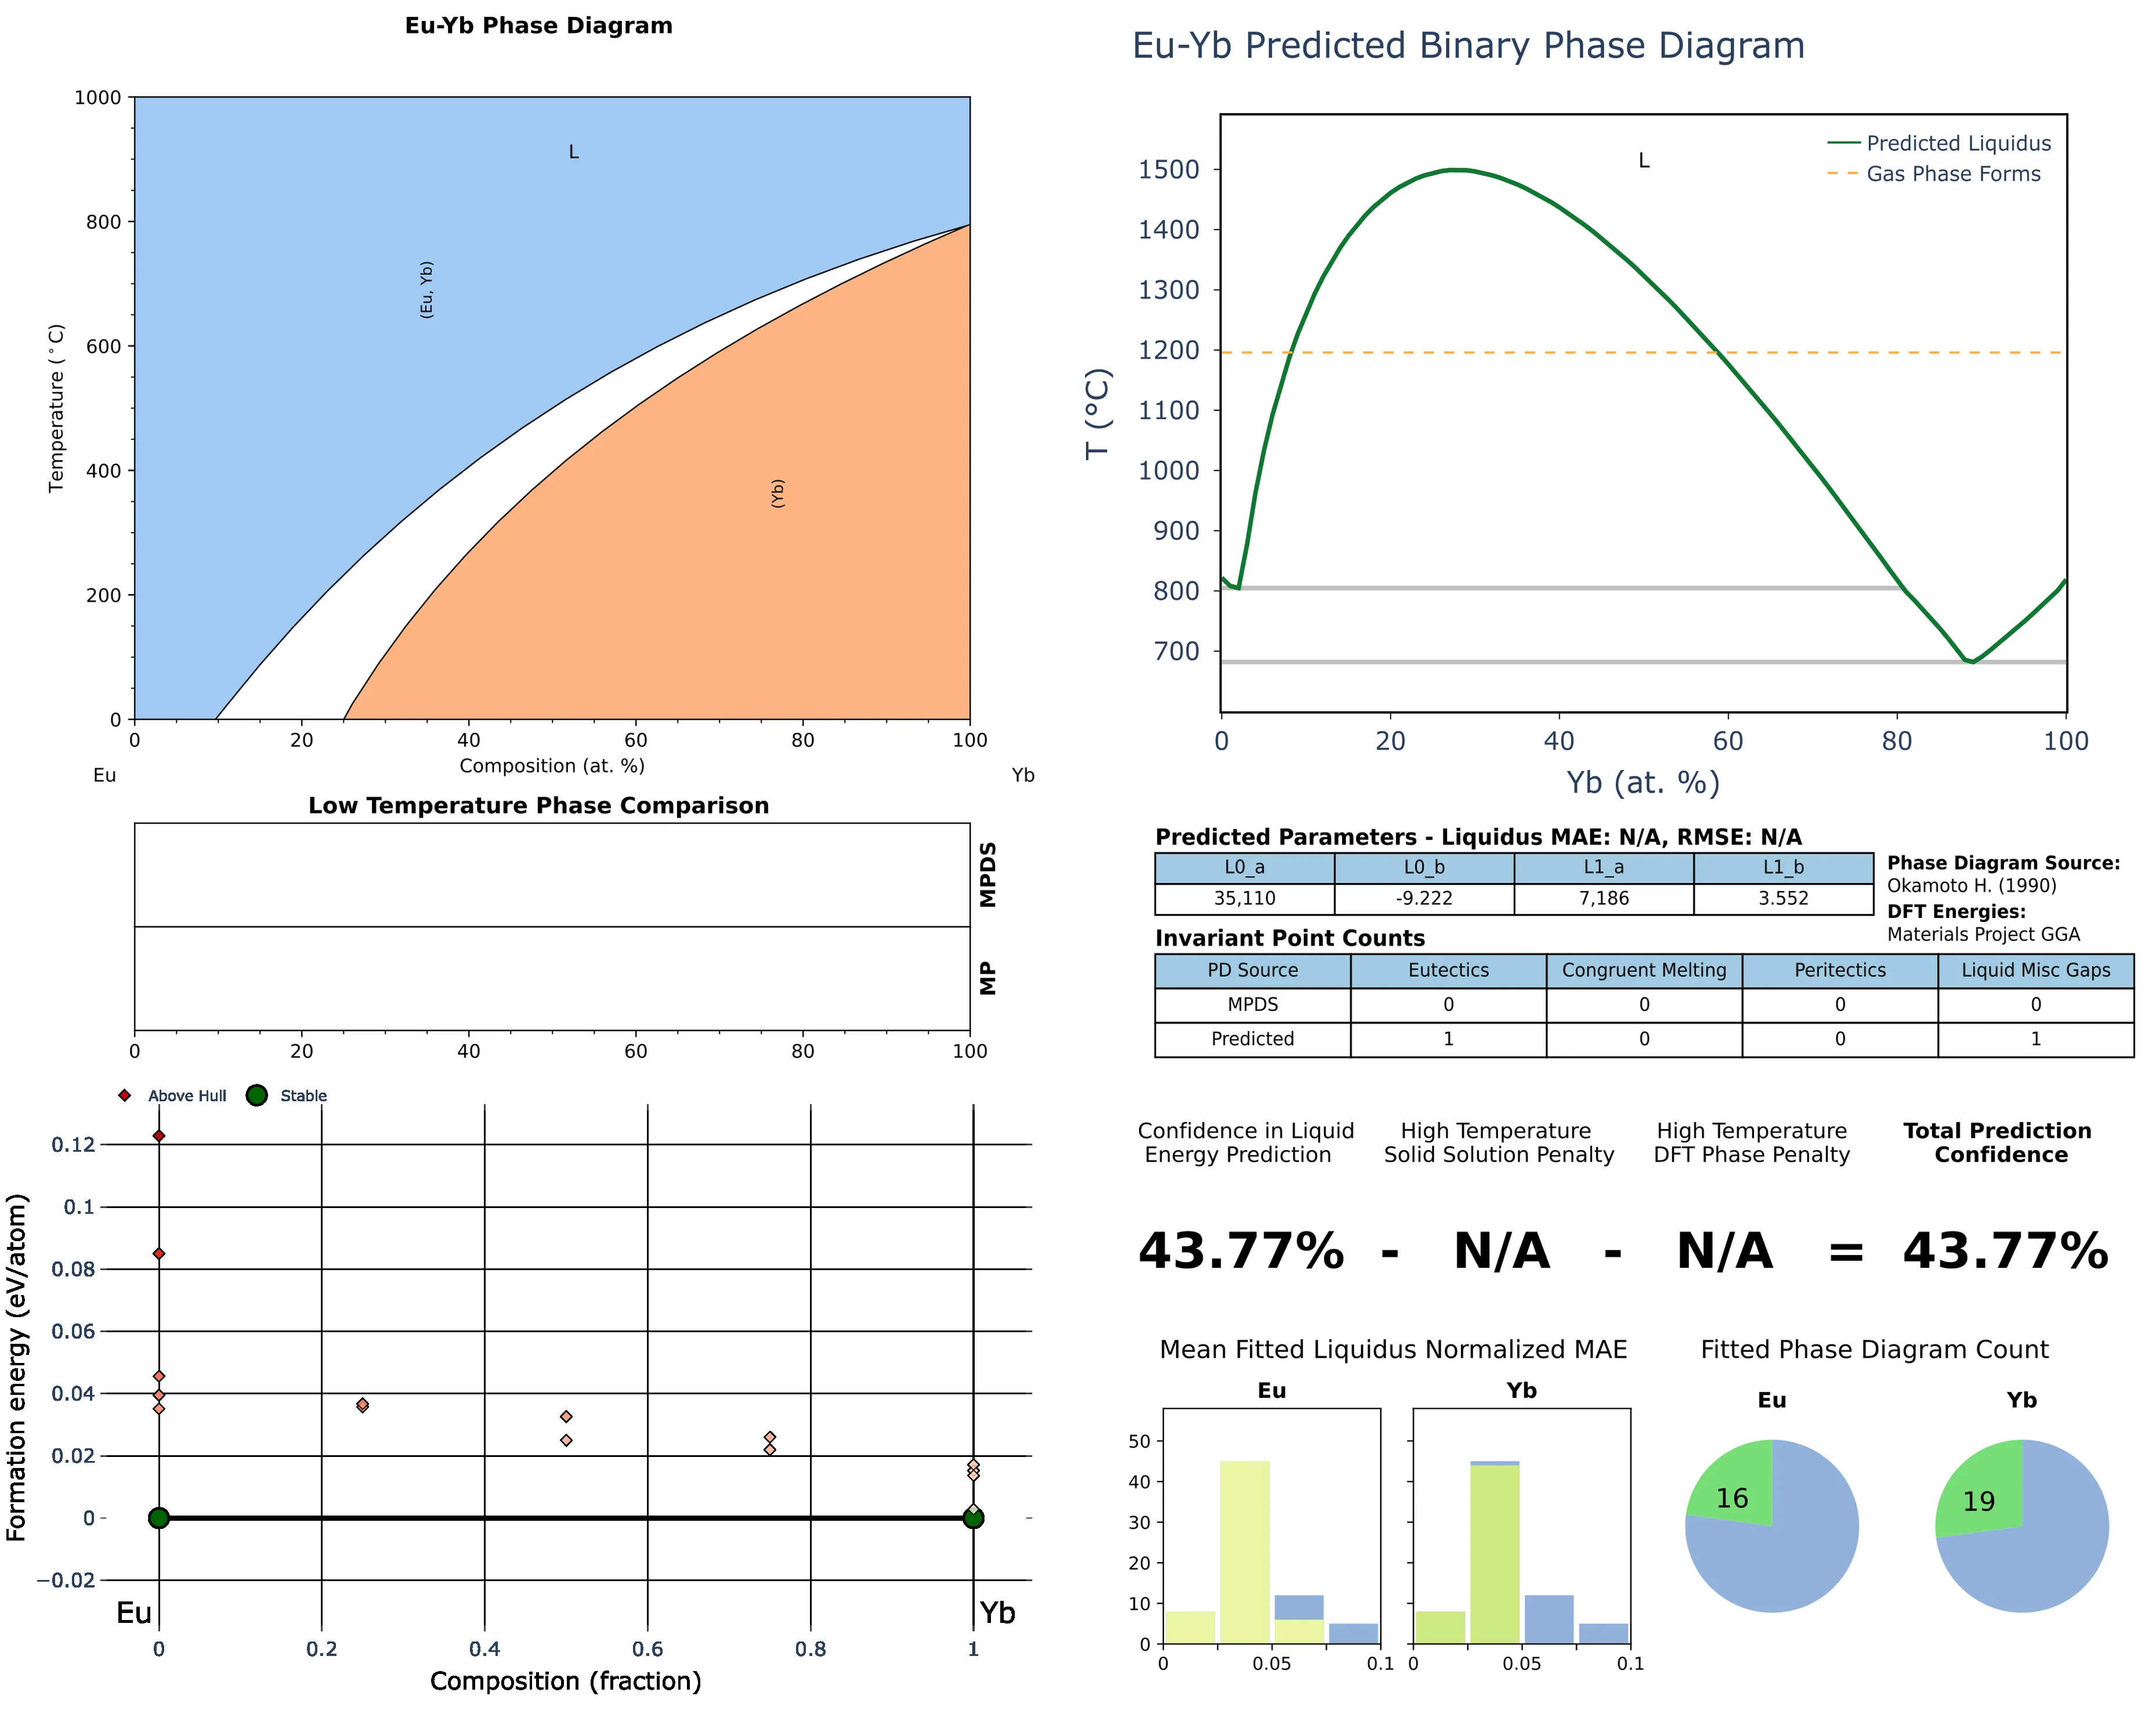 Eu-Yb Phase Diagram
1000
800
600
400
200
0
Temperature (°C)
L
(Eu, Yb)
(Yb)
0 20 40 60 80 100
Composition (at. %)
Eu Yb
Low Temperature Phase Comparison
MPDS
MP
0 20 40 60 80 100
Above Hull Stable
0.12
0.1
0.08
0.06
0.04
0.02
0
−0.02
Formation energy (eV/atom)
Eu Yb
0 0.2 0.4 0.6 0.8 1
Composition (fraction)
Eu-Yb Predicted Binary Phase Diagram
L
Predicted Liquidus
Gas Phase Forms
1500
1400
1300
1200
1100
1000
900
800
700
T (°C)
0 20 40 60 80 100
Yb (at. %)
Predicted Parameters - Liquidus MAE: N/A, RMSE: N/A
L0_a L0_b L1_a L1_b
35,110 -9.222 7,186 3.552
Phase Diagram Source:
Okamoto H. (1990)
DFT Energies:
Materials Project GGA
Invariant Point Counts
PD Source Eutectics Congruent Melting Peritectics Liquid Misc Gaps
MPDS 0 0 0 0
Predicted 1 0 0 1
Confidence in Liquid
Energy Prediction
High Temperature
Solid Solution Penalty
High Temperature
DFT Phase Penalty
Total Prediction
Confidence
43.77% - N/A - N/A = 43.77%
Mean Fitted Liquidus Normalized MAE
Eu Yb
50
40
30
20
10
0
0 0.05 0.1 0 0.05 0.1
Fitted Phase Diagram Count
Eu Yb
16 19